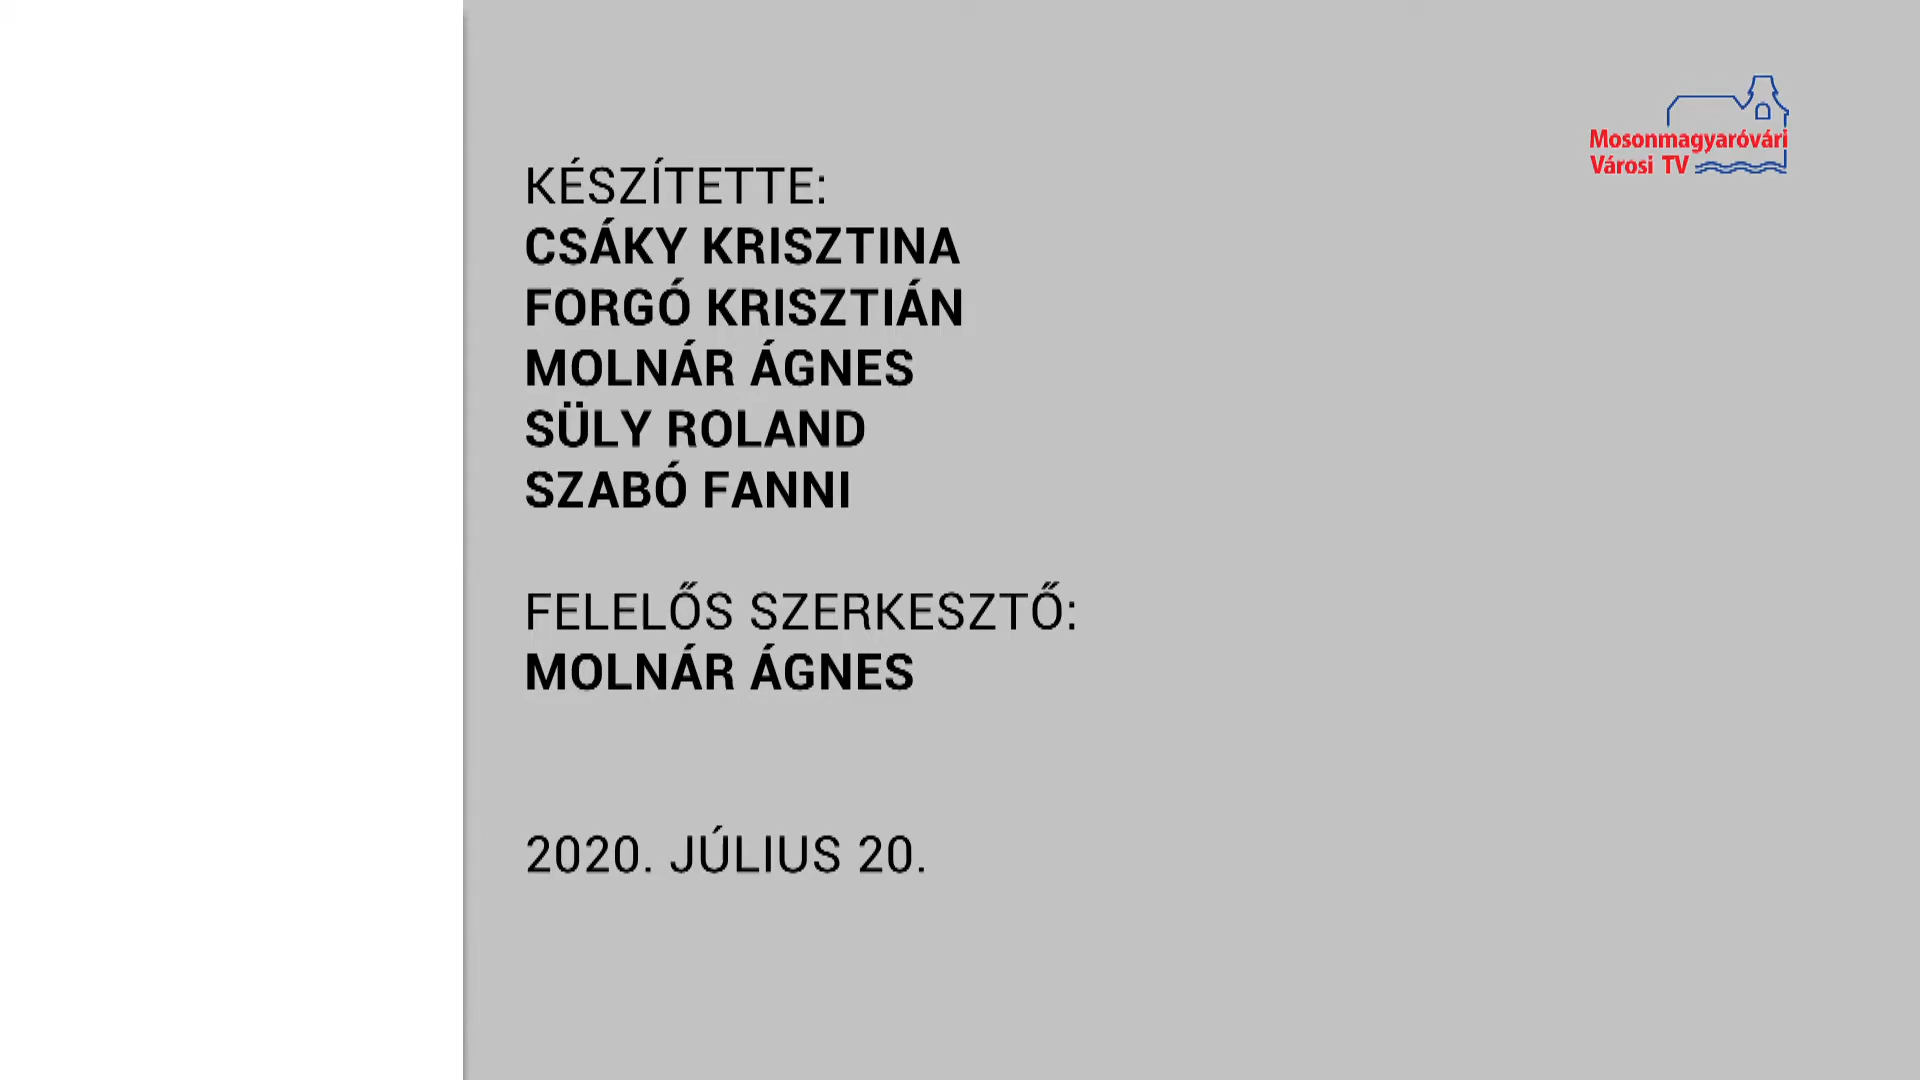 Mosonmagyaróvári
Városi TV
KÉSZÍTETTE:
CSÁKY KRISZTINA
FORGÓ KRISZTIÁN
MOLNÁR ÁGNES
SÜLY ROLAND
SZABÓ FANNI
FELELŐS SZERKESZTŐ:
MOLNÁR ÁGNES
2020. JÚLIUS 20.